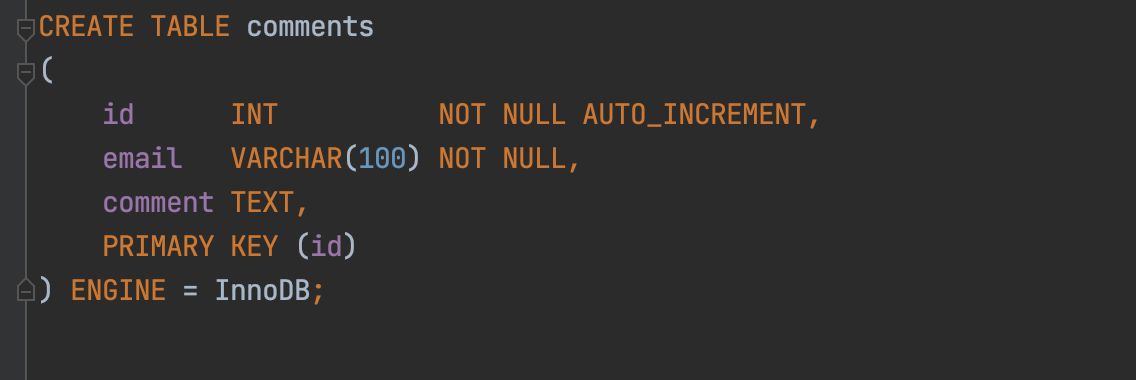 CREATE TABLE comments
(
    id      INT          NOT NULL AUTO_INCREMENT,
    email   VARCHAR(100) NOT NULL,
    comment TEXT,
    PRIMARY KEY (id)
) ENGINE = InnoDB;